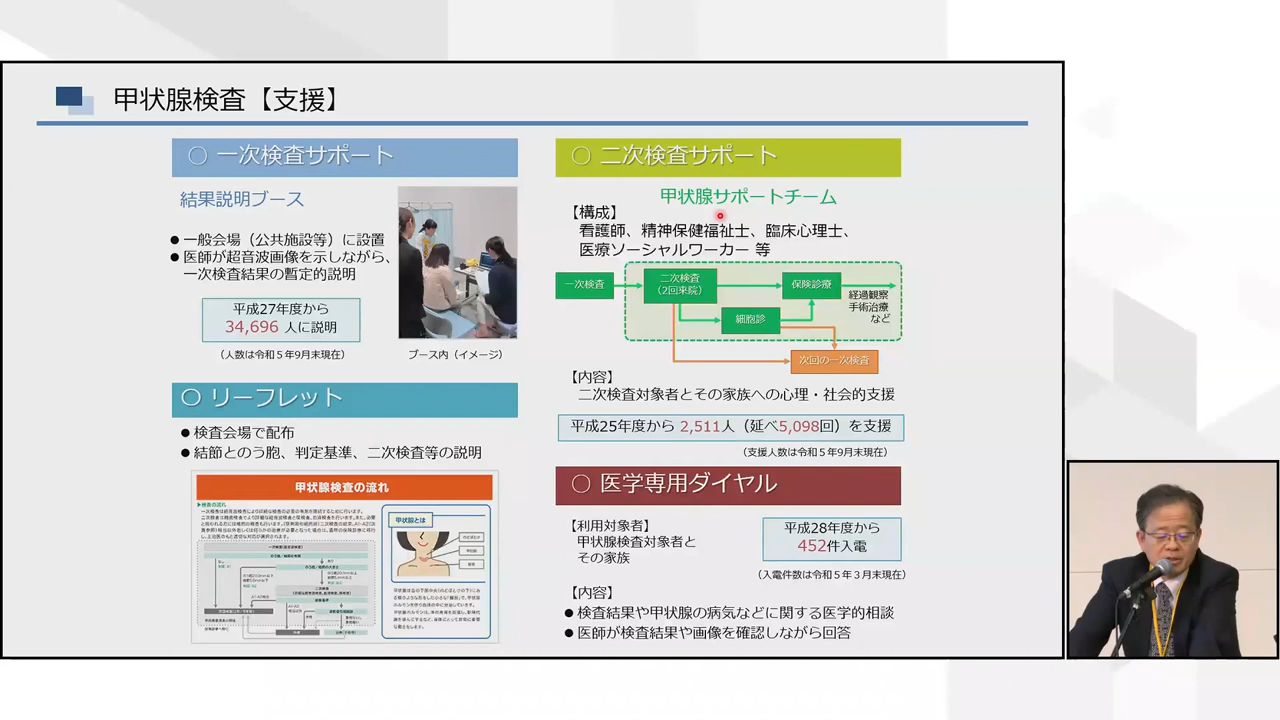 甲状腺検査【支援】
○ 一次検査サポート
結果説明ブース
● 一般会場（公共施設等）に設置
● 医師が超音波画像を示しながら、
一次検査結果の暫定的説明
平成27年度から
34,696 人に説明
（人数は令和５年9月末現在）
ブース内（イメージ）
○ リーフレット
● 検査会場で配布
● 結節とのう胞、判定基準、二次検査等の説明
甲状腺検査の流れ
▶検査の流れ
甲状腺とは
○ 二次検査サポート
甲状腺サポートチーム
【構成】
看護師、精神保健福祉士、臨床心理士、
医療ソーシャルワーカー 等
一次検査
二次検査
（2回来院）
保険診療
細胞診
経過観察
手術治療
など
次回の一次検査
【内容】
二次検査対象者とその家族への心理・社会的支援
平成25年度から 2,511人（延べ5,098回）を支援
（支援人数は令和５年9月末現在）
○ 医学専用ダイヤル
【利用対象者】
甲状腺検査対象者と
その家族
平成28年度から
452件入電
（入電件数は令和５年３月末現在）
【内容】
● 検査結果や甲状腺の病気などに関する医学的相談
● 医師が検査結果や画像を確認しながら回答